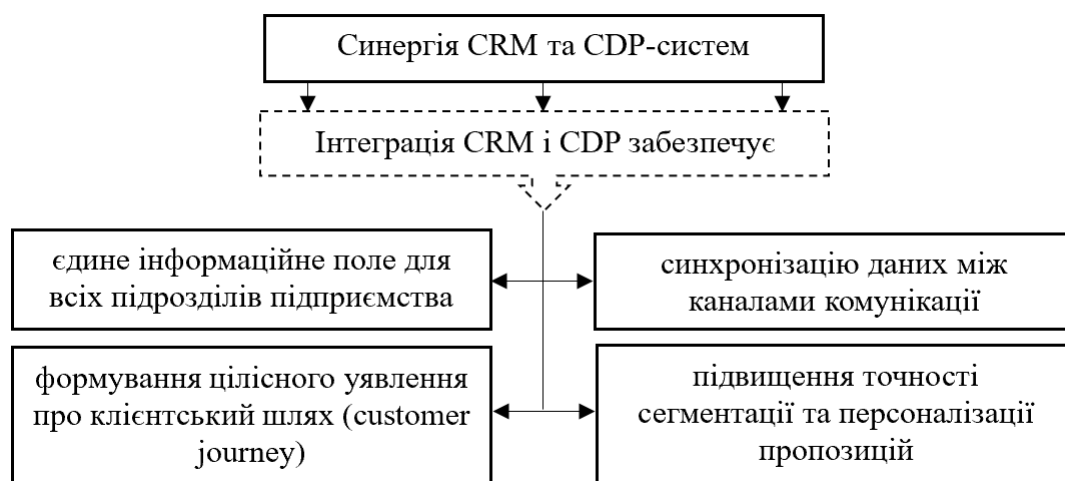 Синергія CRM та CDP-систем
Інтеграція CRM і CDP забезпечує
єдине інформаційне поле для
всіх підрозділів підприємства
синхронізацію даних між
каналами комунікації
формування цілісного уявлення
про клієнтський шлях (customer
journey)
підвищення точності
сегментації та персоналізації
пропозицій